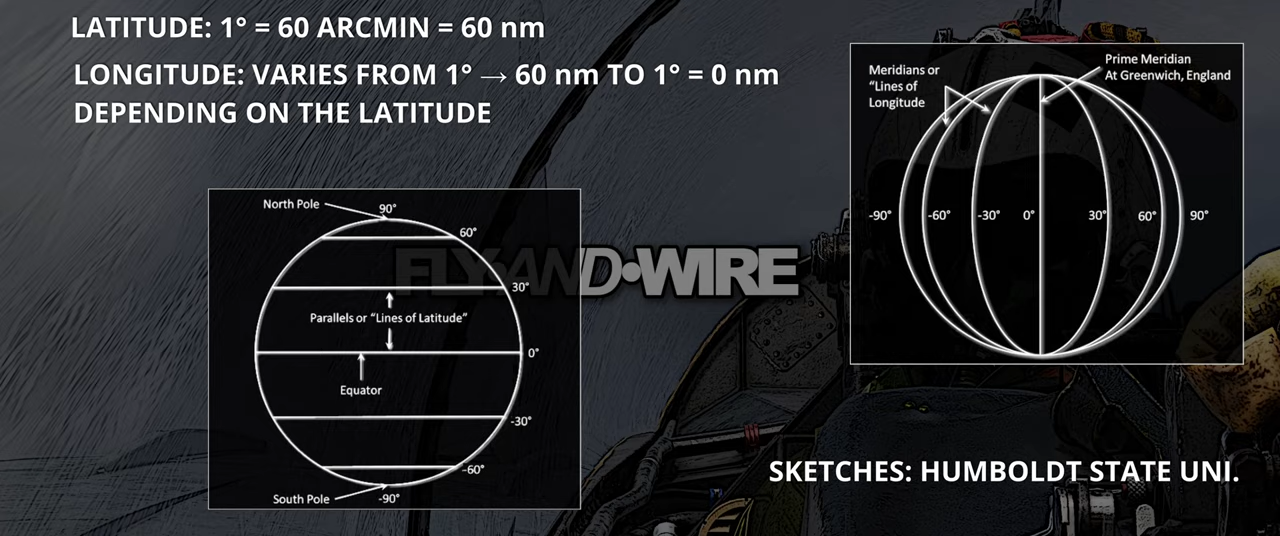 LATITUDE: 1° = 60 ARCMIN = 60 nm
LONGITUDE: VARIES FROM 1° → 60 nm TO 1° = 0 nm
DEPENDING ON THE LATITUDE
North Pole
90°
60°
30°
Parallels or “Lines of Latitude”
0°
Equator
-30°
-60°
South Pole
-90°
FLYANDWIRE
Meridians or
“Lines of
Longitude
Prime Meridian
At Greenwich, England
-90°
-60°
-30°
0°
30°
60°
90°
SKETCHES: HUMBOLDT STATE UNI.